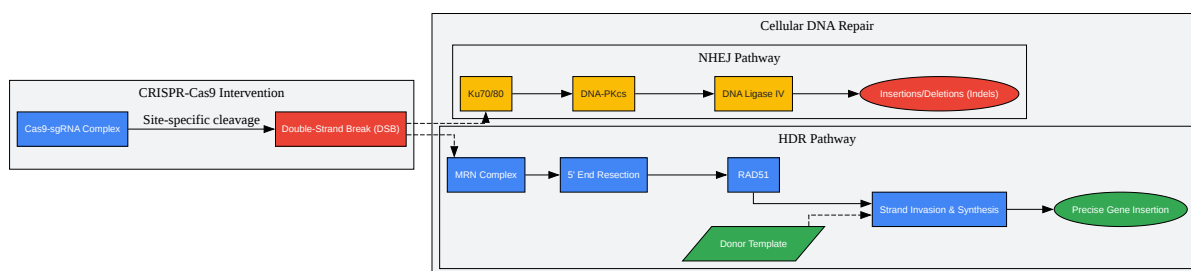 Cellular DNA Repair
NHEJ Pathway
Ku70/80
DNA-PKcs
DNA Ligase IV
Insertions/Deletions (Indels)
CRISPR-Cas9 Intervention
Cas9-sgRNA Complex
Site-specific cleavage
Double-Strand Break (DSB)
HDR Pathway
MRN Complex
5' End Resection
RAD51
Strand Invasion & Synthesis
Precise Gene Insertion
Donor Template